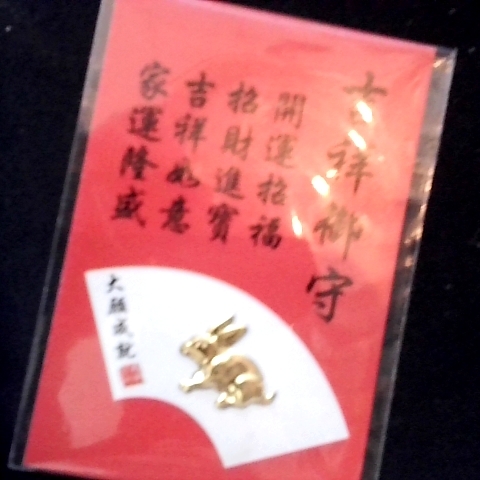 吉祥御守
開運招福
招財進寶
吉祥如意
家運隆盛
大願成就